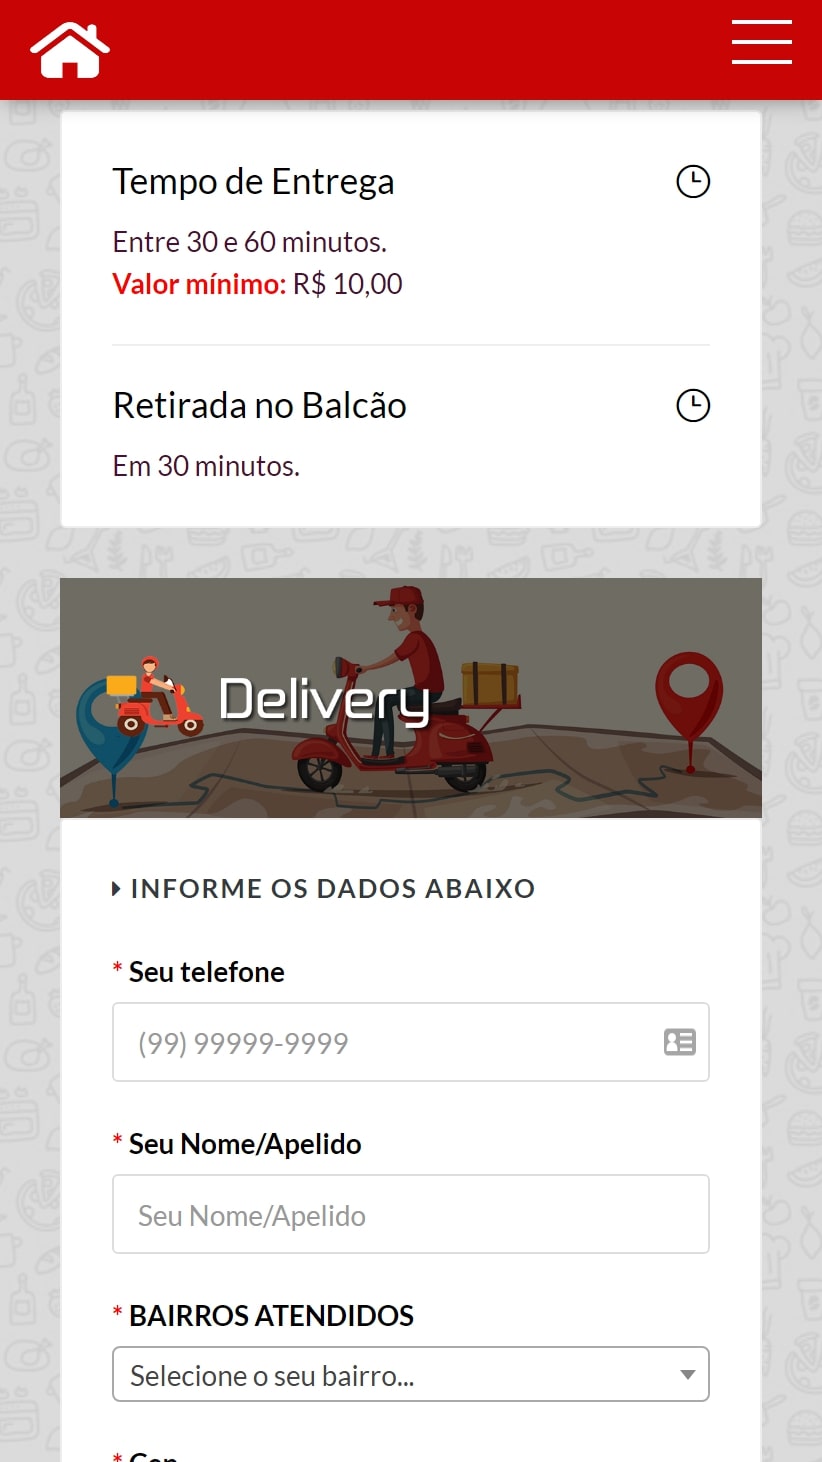 Tempo de Entrega
Entre 30 e 60 minutos.
Valor mínimo: R$ 10,00
Retirada no Balcão
Em 30 minutos.
Delivery
INFORME OS DADOS ABAIXO
* Seu telefone
(99) 99999-9999
* Seu Nome/Apelido
Seu Nome/Apelido
* BAIRROS ATENDIDOS
Selecione o seu bairro...